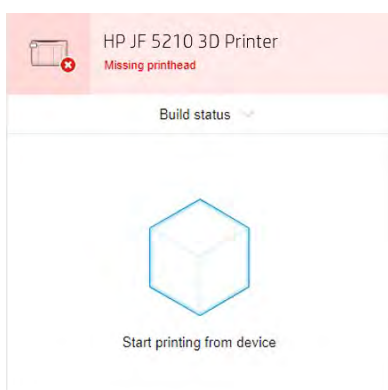 HP JF 5210 3D Printer
Missing printhead
Build status
Start printing from device